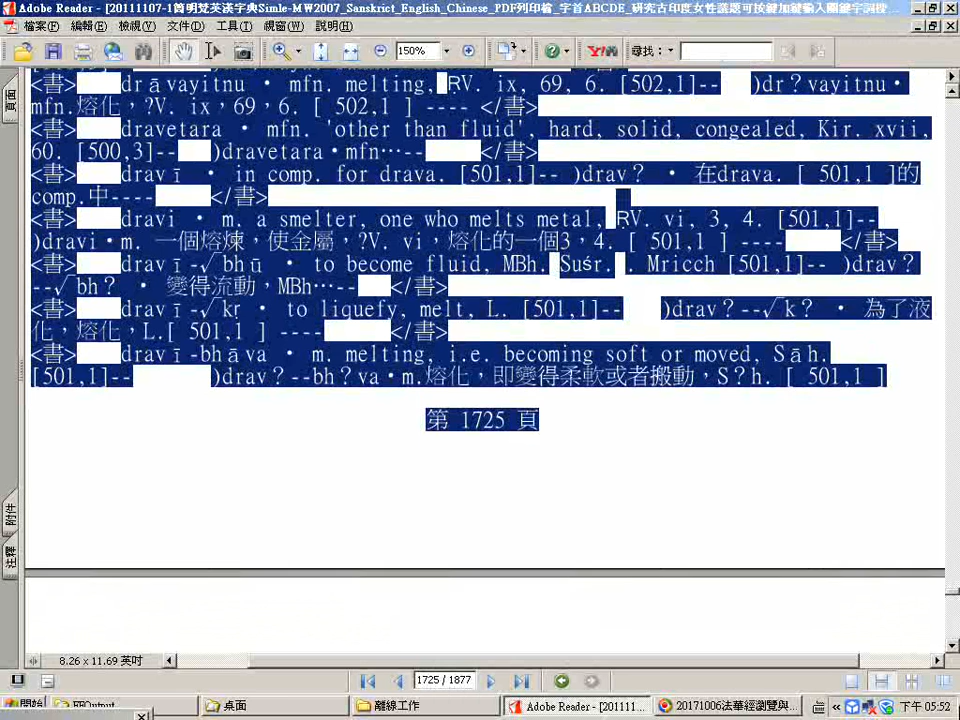 Adobe Reader - [20111107-1簡明梵英漢字典Simle-MW2007_Sanskrict_English_Chinese_PDF列印檔_字首ABCDE_研究古印度女性議題可按鍵加鍵輸入關鍵字詞搜
檔案(F) 編輯(E) 檢視(V) 文件(D) 工具(T) 視窗(W) 說明(H)
150% Y! 尋找:
頁面
<書> drāvayitnu • mfn. melting, RV. ix, 69, 6. [502,1]-- )dr?vayitnu•
mfn.熔化,?V. ix,69,6. [ 502,1 ] ---- </書>
<書> dravetara • mfn. 'other than fluid', hard, solid, congealed, Kir. xvii,
60. [500,3]-- )dravetara•mfn…-- </書>
<書> dravī • in comp. for drava. [501,1]-- )drav? • 在drava. [ 501,1 ]的
comp.中---- </書>
<書> dravi • m. a smelter, one who melts metal, RV. vi, 3, 4. [501,1]--
)dravi•m. 一個熔煉,使金屬,?V. vi,熔化的一個3,4. [ 501,1 ] ---- </書>
<書> dravī-√bhū • to become fluid, MBh. Suśr. . Mricch [501,1]-- )drav?
--√bh? • 變得流動,MBh…-- </書>
<書> dravī-√kṛ • to liquefy, melt, L. [501,1]-- )drav?--√k? • 為了液
化,熔化,L.[ 501,1 ] ---- </書>
<書> dravī-bhāva • m. melting, i.e. becoming soft or moved, Sāh.
[501,1]-- )drav?--bh?va•m.熔化,即變得柔軟或者搬動,S?h. [ 501,1 ]
第 1725 頁
附件
注釋
8.26 x 11.69 英吋
1725 / 1877
開始 FFOutput 桌面 離線工作 Adobe Reader - [2011 1... 20171006法華經瀏覽與... 下午 05:52